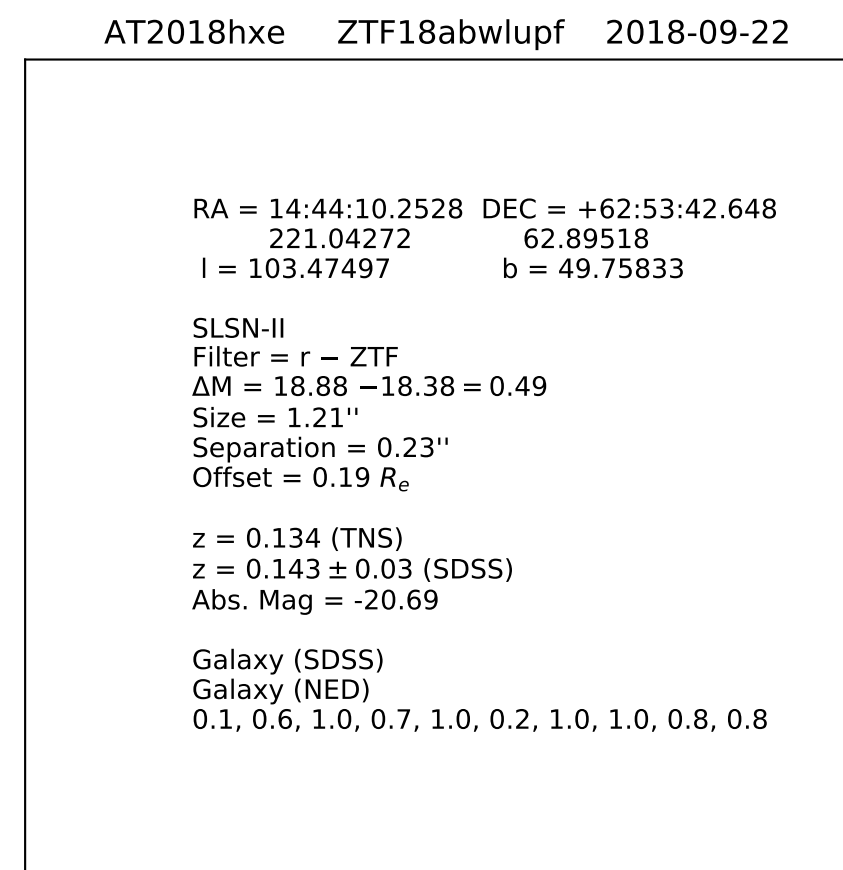 AT2018hxe ZTF18abwlupf 2018-09-22
RA = 14:44:10.2528 DEC = +62:53:42.648
221.04272 62.89518
l = 103.47497 b = 49.75833
SLSN-II
Filter = r − ZTF
ΔM = 18.88 −18.38 = 0.49
Size = 1.21''
Separation = 0.23''
Offset = 0.19 Rₑ
z = 0.134 (TNS)
z = 0.143 ± 0.03 (SDSS)
Abs. Mag = -20.69
Galaxy (SDSS)
Galaxy (NED)
0.1, 0.6, 1.0, 0.7, 1.0, 0.2, 1.0, 1.0, 0.8, 0.8